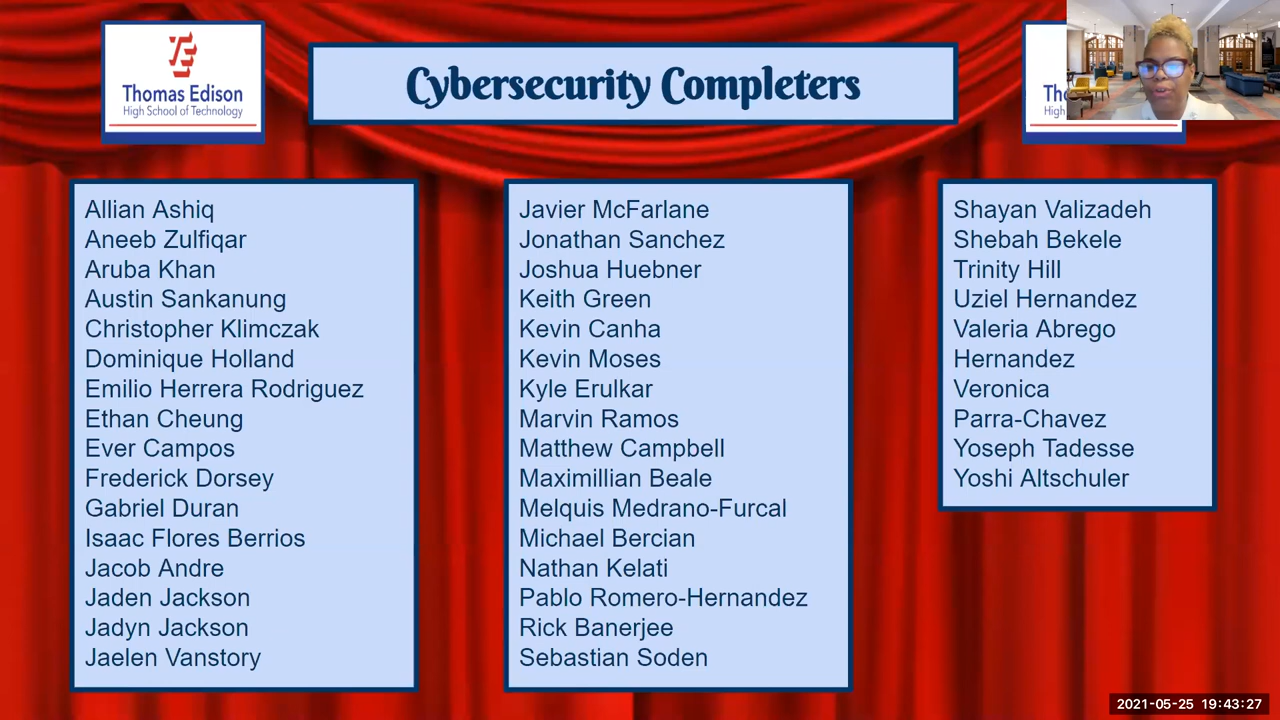 Thomas Edison
High School of Technology
Cybersecurity Completers
Allian Ashiq
Aneeb Zulfiqar
Aruba Khan
Austin Sankanung
Christopher Klimczak
Dominique Holland
Emilio Herrera Rodriguez
Ethan Cheung
Ever Campos
Frederick Dorsey
Gabriel Duran
Isaac Flores Berrios
Jacob Andre
Jaden Jackson
Jadyn Jackson
Jaelen Vanstory
Javier McFarlane
Jonathan Sanchez
Joshua Huebner
Keith Green
Kevin Canha
Kevin Moses
Kyle Erulkar
Marvin Ramos
Matthew Campbell
Maximillian Beale
Melquis Medrano-Furcal
Michael Bercian
Nathan Kelati
Pablo Romero-Hernandez
Rick Banerjee
Sebastian Soden
Shayan Valizadeh
Shebah Bekele
Trinity Hill
Uziel Hernandez
Valeria Abrego
Hernandez
Veronica
Parra-Chavez
Yoseph Tadesse
Yoshi Altschuler
2021-05-25 19:43:27